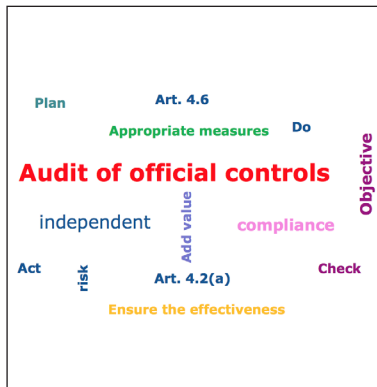 Plan
Art. 4.6
Appropriate measures
Do
Audit of official controls
Objective
independent
Add value
compliance
Act
risk
Art. 4.2(a)
Check
Ensure the effectiveness